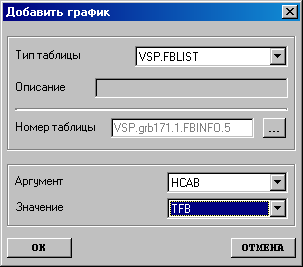 Добавить график
Тип таблицы VSP.FBLIST
Описание
Номер таблицы VSP.grb171.1.FBINFO.5 ...
Аргумент HCAB
Значение TFB
ОК ОТМЕНА